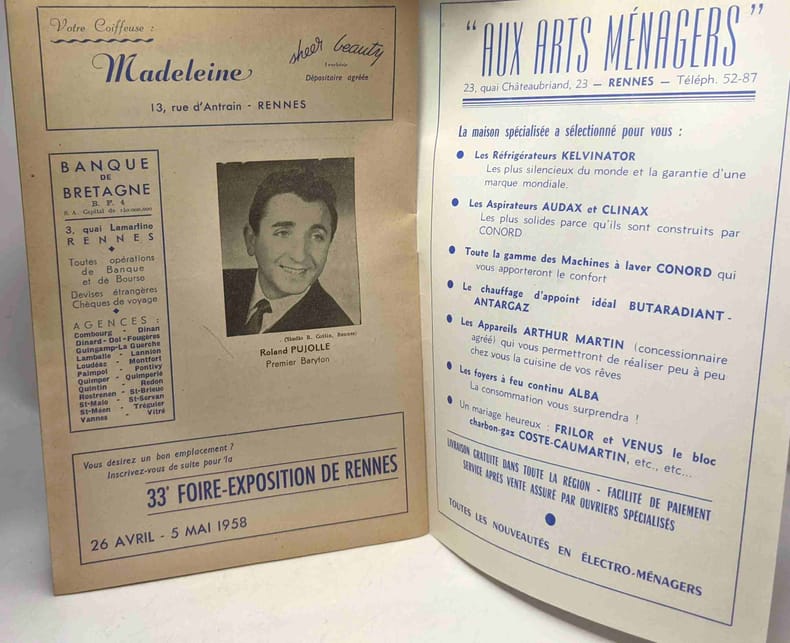 Votre Coiffeuse :
Madeleine
sheer beauty
Dépositaire agréée
13, rue d'Antrain - RENNES
BANQUE
DE
BRETAGNE
B. F. 4
S. A. Capital de 120.000.000
3, quai Lamartine
RENNES
Toutes opérations
de Banque
et de Bourse
Devises étrangères
Chèques de voyage
AGENCES :
Combourg - Dinan
Dinard - Dol - Fougères
Guingamp - La Guerche
Lamballe - Lannion
Loudéac - Montfort
Paimpol - Pontivy
Quimper - Quimperlé
Quintin - Redon
Rostrenen - St-Brieuc
St-Malo - St-Servan
St-Méen - Tréguier
Vannes - Vitré
(Studio R. Collin, Rennes)
Roland PUJOLLE
Premier Baryton
Vous desirez un bon emplacement ?
Inscrivez-vous de suite pour la
33e FOIRE-EXPOSITION DE RENNES
26 AVRIL - 5 MAI 1958
“AUX ARTS MÉNAGERS”
23, quai Châteaubriand, 23 — RENNES — Téléph. 52-87
La maison spécialisée a sélectionné pour vous :
● Les Réfrigérateurs KELVINATOR
Les plus silencieux du monde et la garantie d'une
marque mondiale.
● Les Aspirateurs AUDAX et CLINAX
Les plus solides parce qu'ils sont construits par
CONORD
● Toute la gamme des Machines à laver CONORD qui
vous apporteront le confort
● Le chauffage d'appoint idéal BUTARADIANT -
ANTARGAZ
● Les Appareils ARTHUR MARTIN (concessionnaire
agréé) qui vous permettront de réaliser peu à peu
chez vous la cuisine de vos rêves
● Les foyers à feu continu ALBA
La consommation vous surprendra !
● Un mariage heureux : FRILOR et VENUS le bloc
charbon-gaz COSTE-CAUMARTIN, etc., etc...
LIVRAISON GRATUITE DANS TOUTE LA RÉGION - FACILITÉ DE PAIEMENT
SERVICE APRÈS VENTE ASSURÉ PAR OUVRIERS SPÉCIALISÉS
TOUTES LES NOUVEAUTÉS EN ÉLECTRO-MÉNAGERS